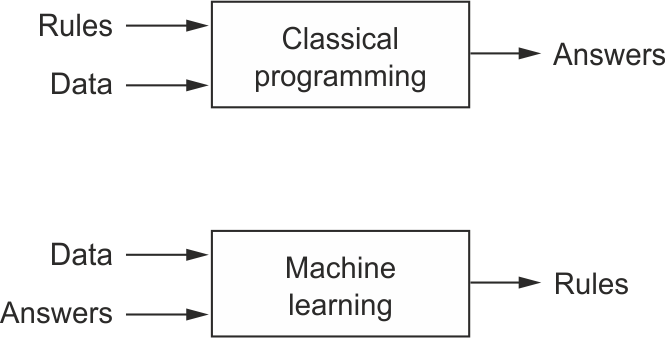 Rules
Data
Classical
programming
Answers
Data
Answers
Machine
learning
Rules